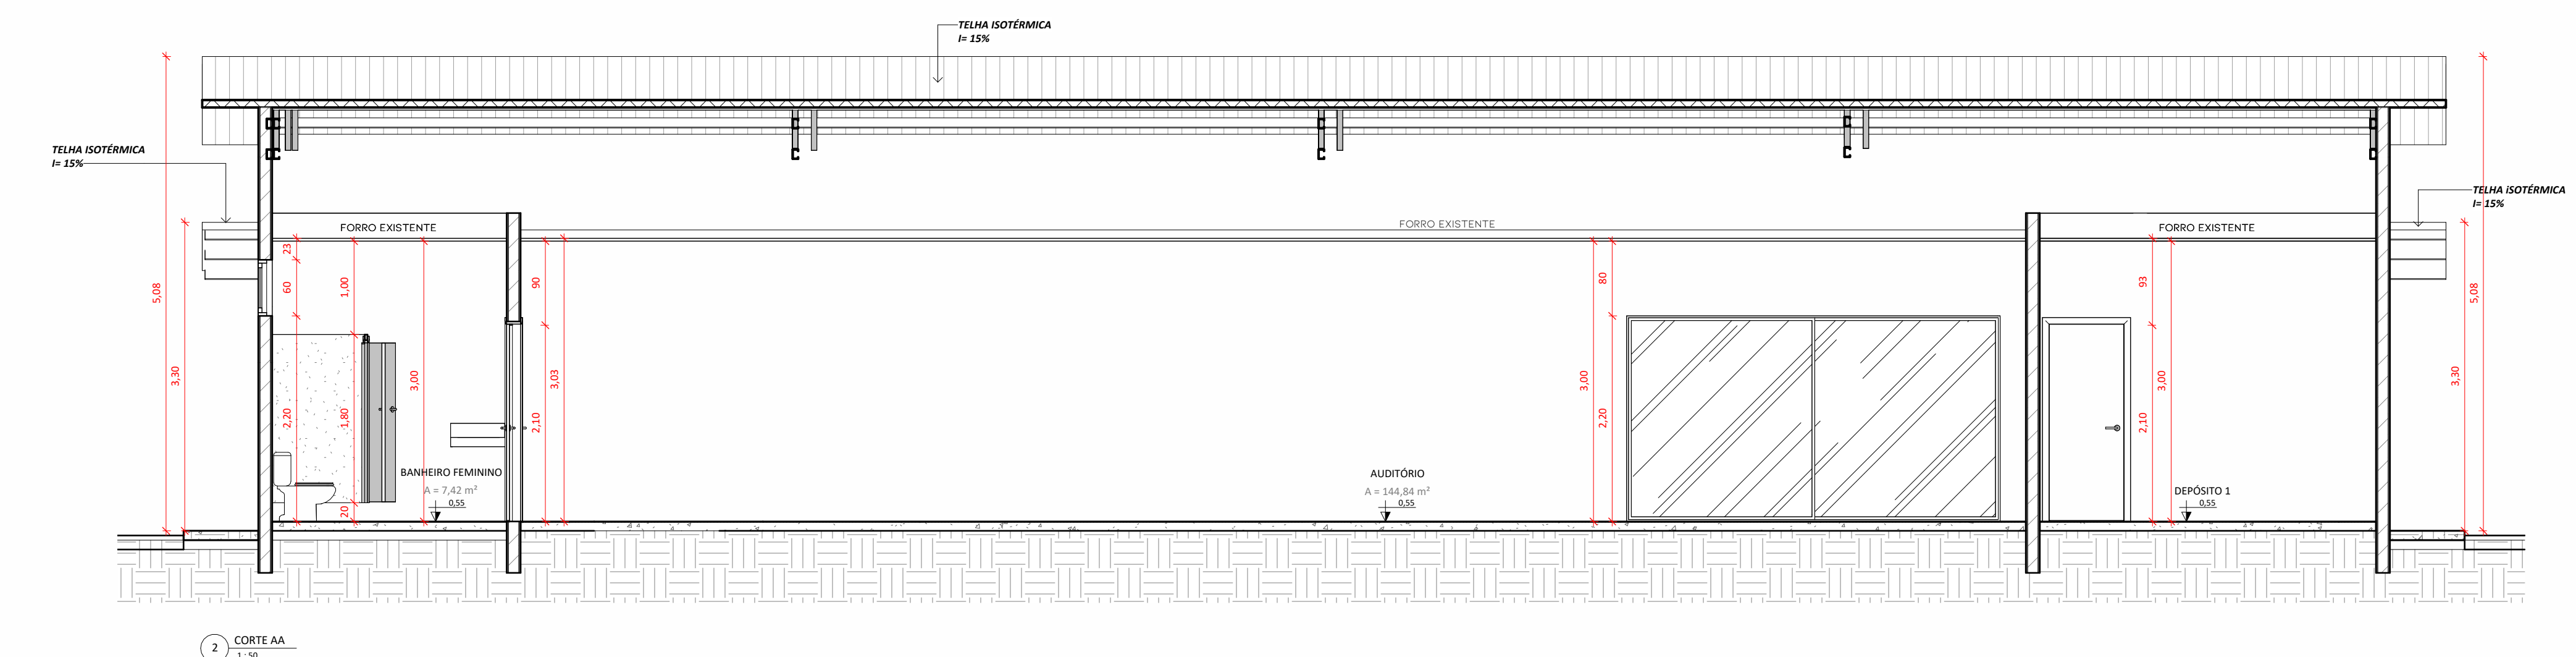 TELHA ISOTÉRMICA
I= 15%
TELHA ISOTÉRMICA
I= 15%
TELHA iSOTÉRMICA
I= 15%
FORRO EXISTENTE
FORRO EXISTENTE
FORRO EXISTENTE
5,08
3,30
23
60
2,20
1,00
1,80
20
3,00
90
2,10
3,03
3,00
80
2,20
93
2,10
3,00
3,30
5,08
BANHEIRO FEMININO
A = 7,42 m²
0,55
AUDITÓRIO
A = 144,84 m²
0,55
DEPÓSITO 1
0,55
2
CORTE AA
1 : 50